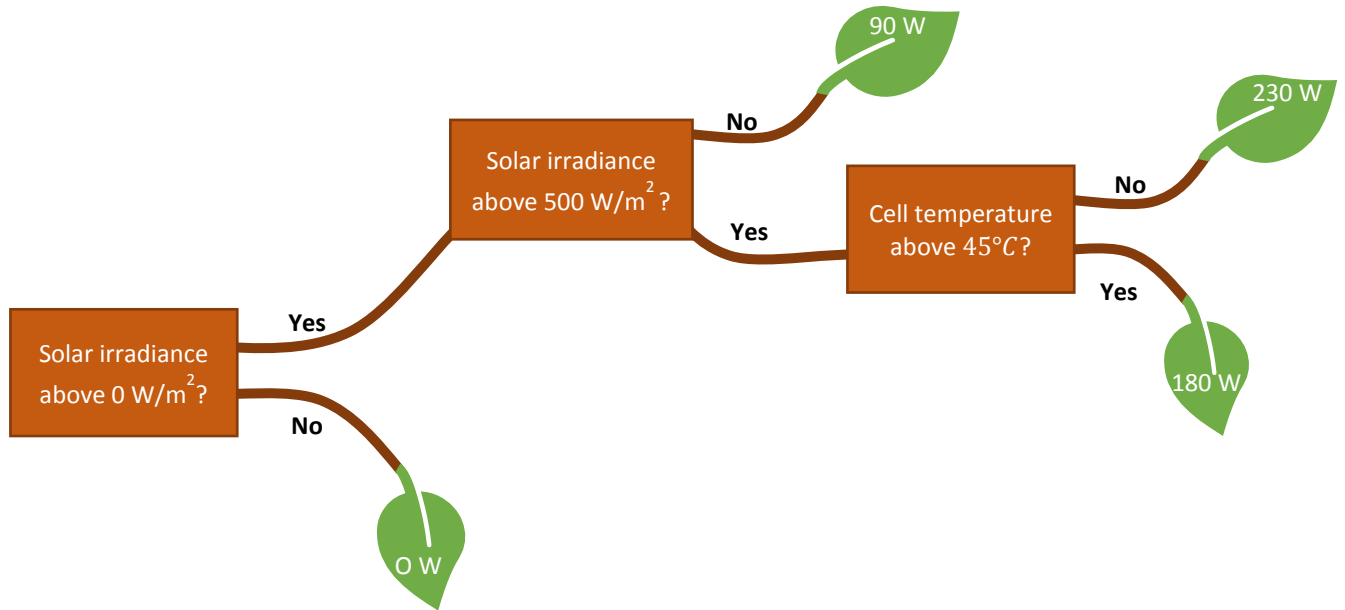 90 W
230 W
No
Solar irradiance
above 500 W/m²?
No
Cell temperature
above 45°C?
Yes
Yes
Yes
Solar irradiance
above 0 W/m²?
180 W
No
O W